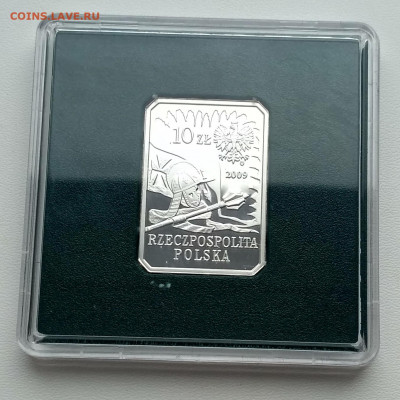 COINS.LAVE.RU
10 ZŁ
2009
RZECZPOSPOLITA
POLSKA